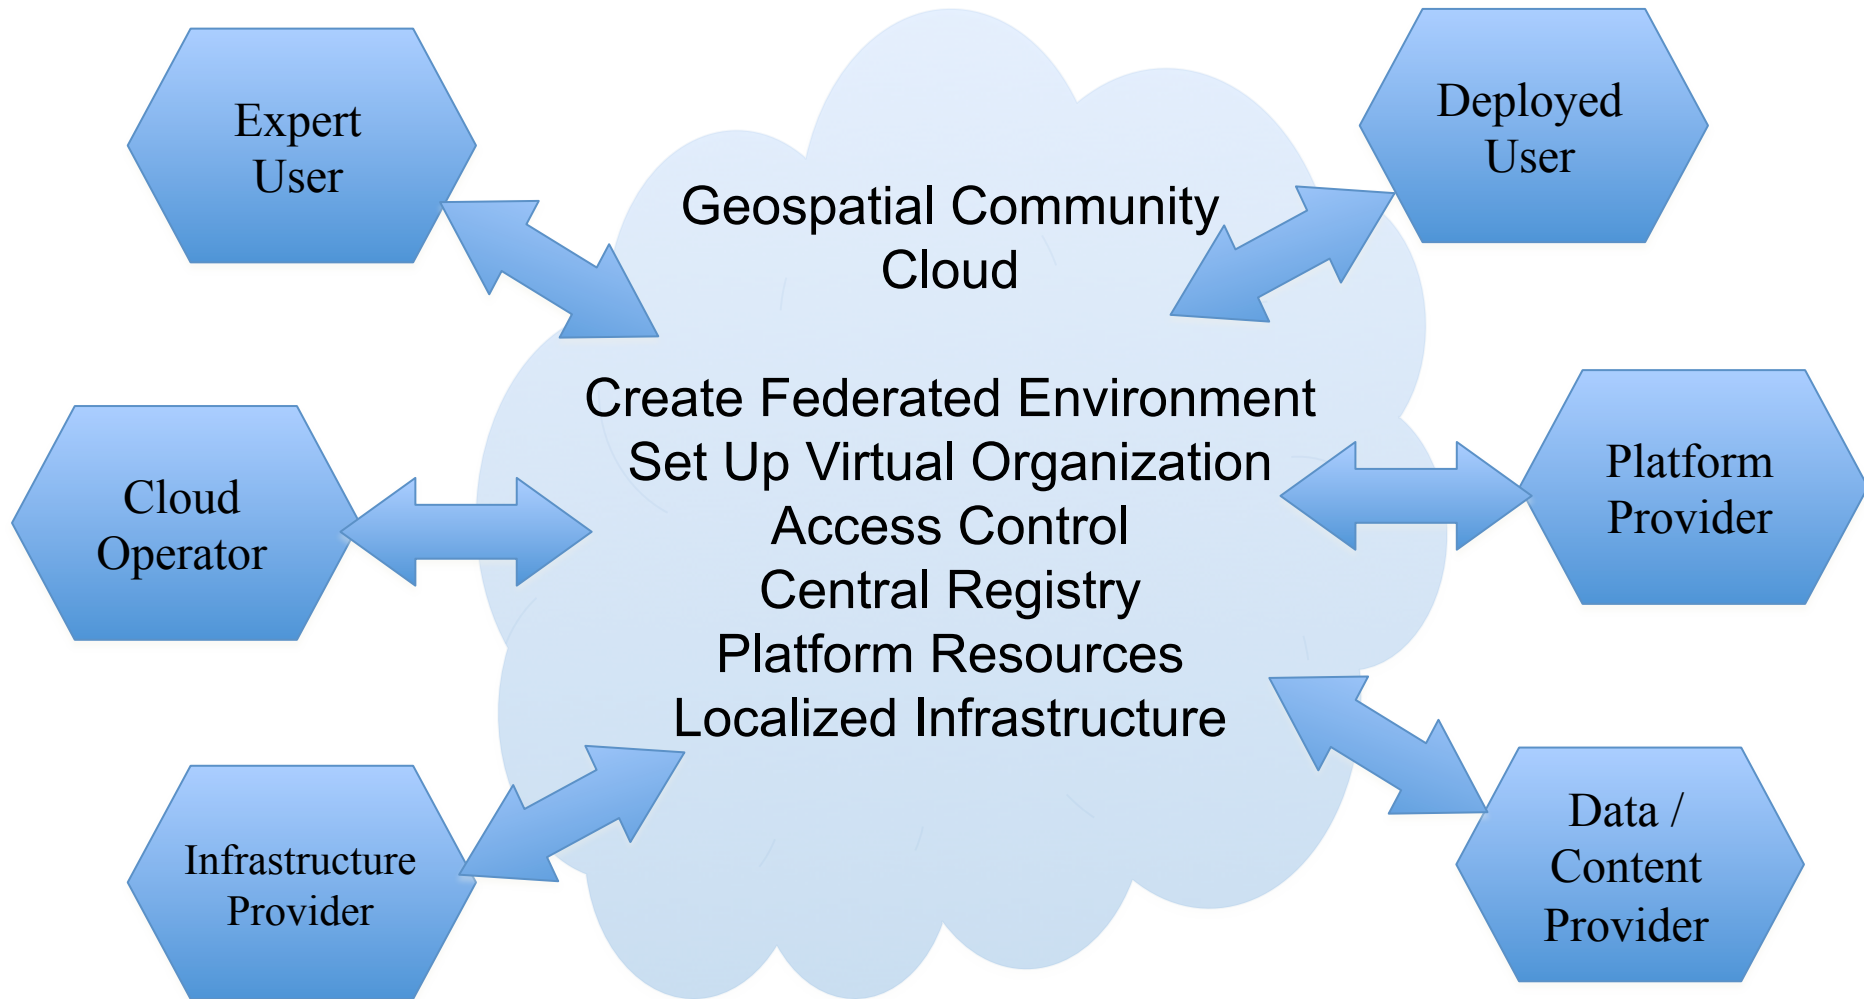 Expert
User
Deployed
User
Geospatial Community
Cloud
Create Federated Environment
Set Up Virtual Organization
Access Control
Central Registry
Platform Resources
Localized Infrastructure
Cloud
Operator
Platform
Provider
Infrastructure
Provider
Data /
Content
Provider